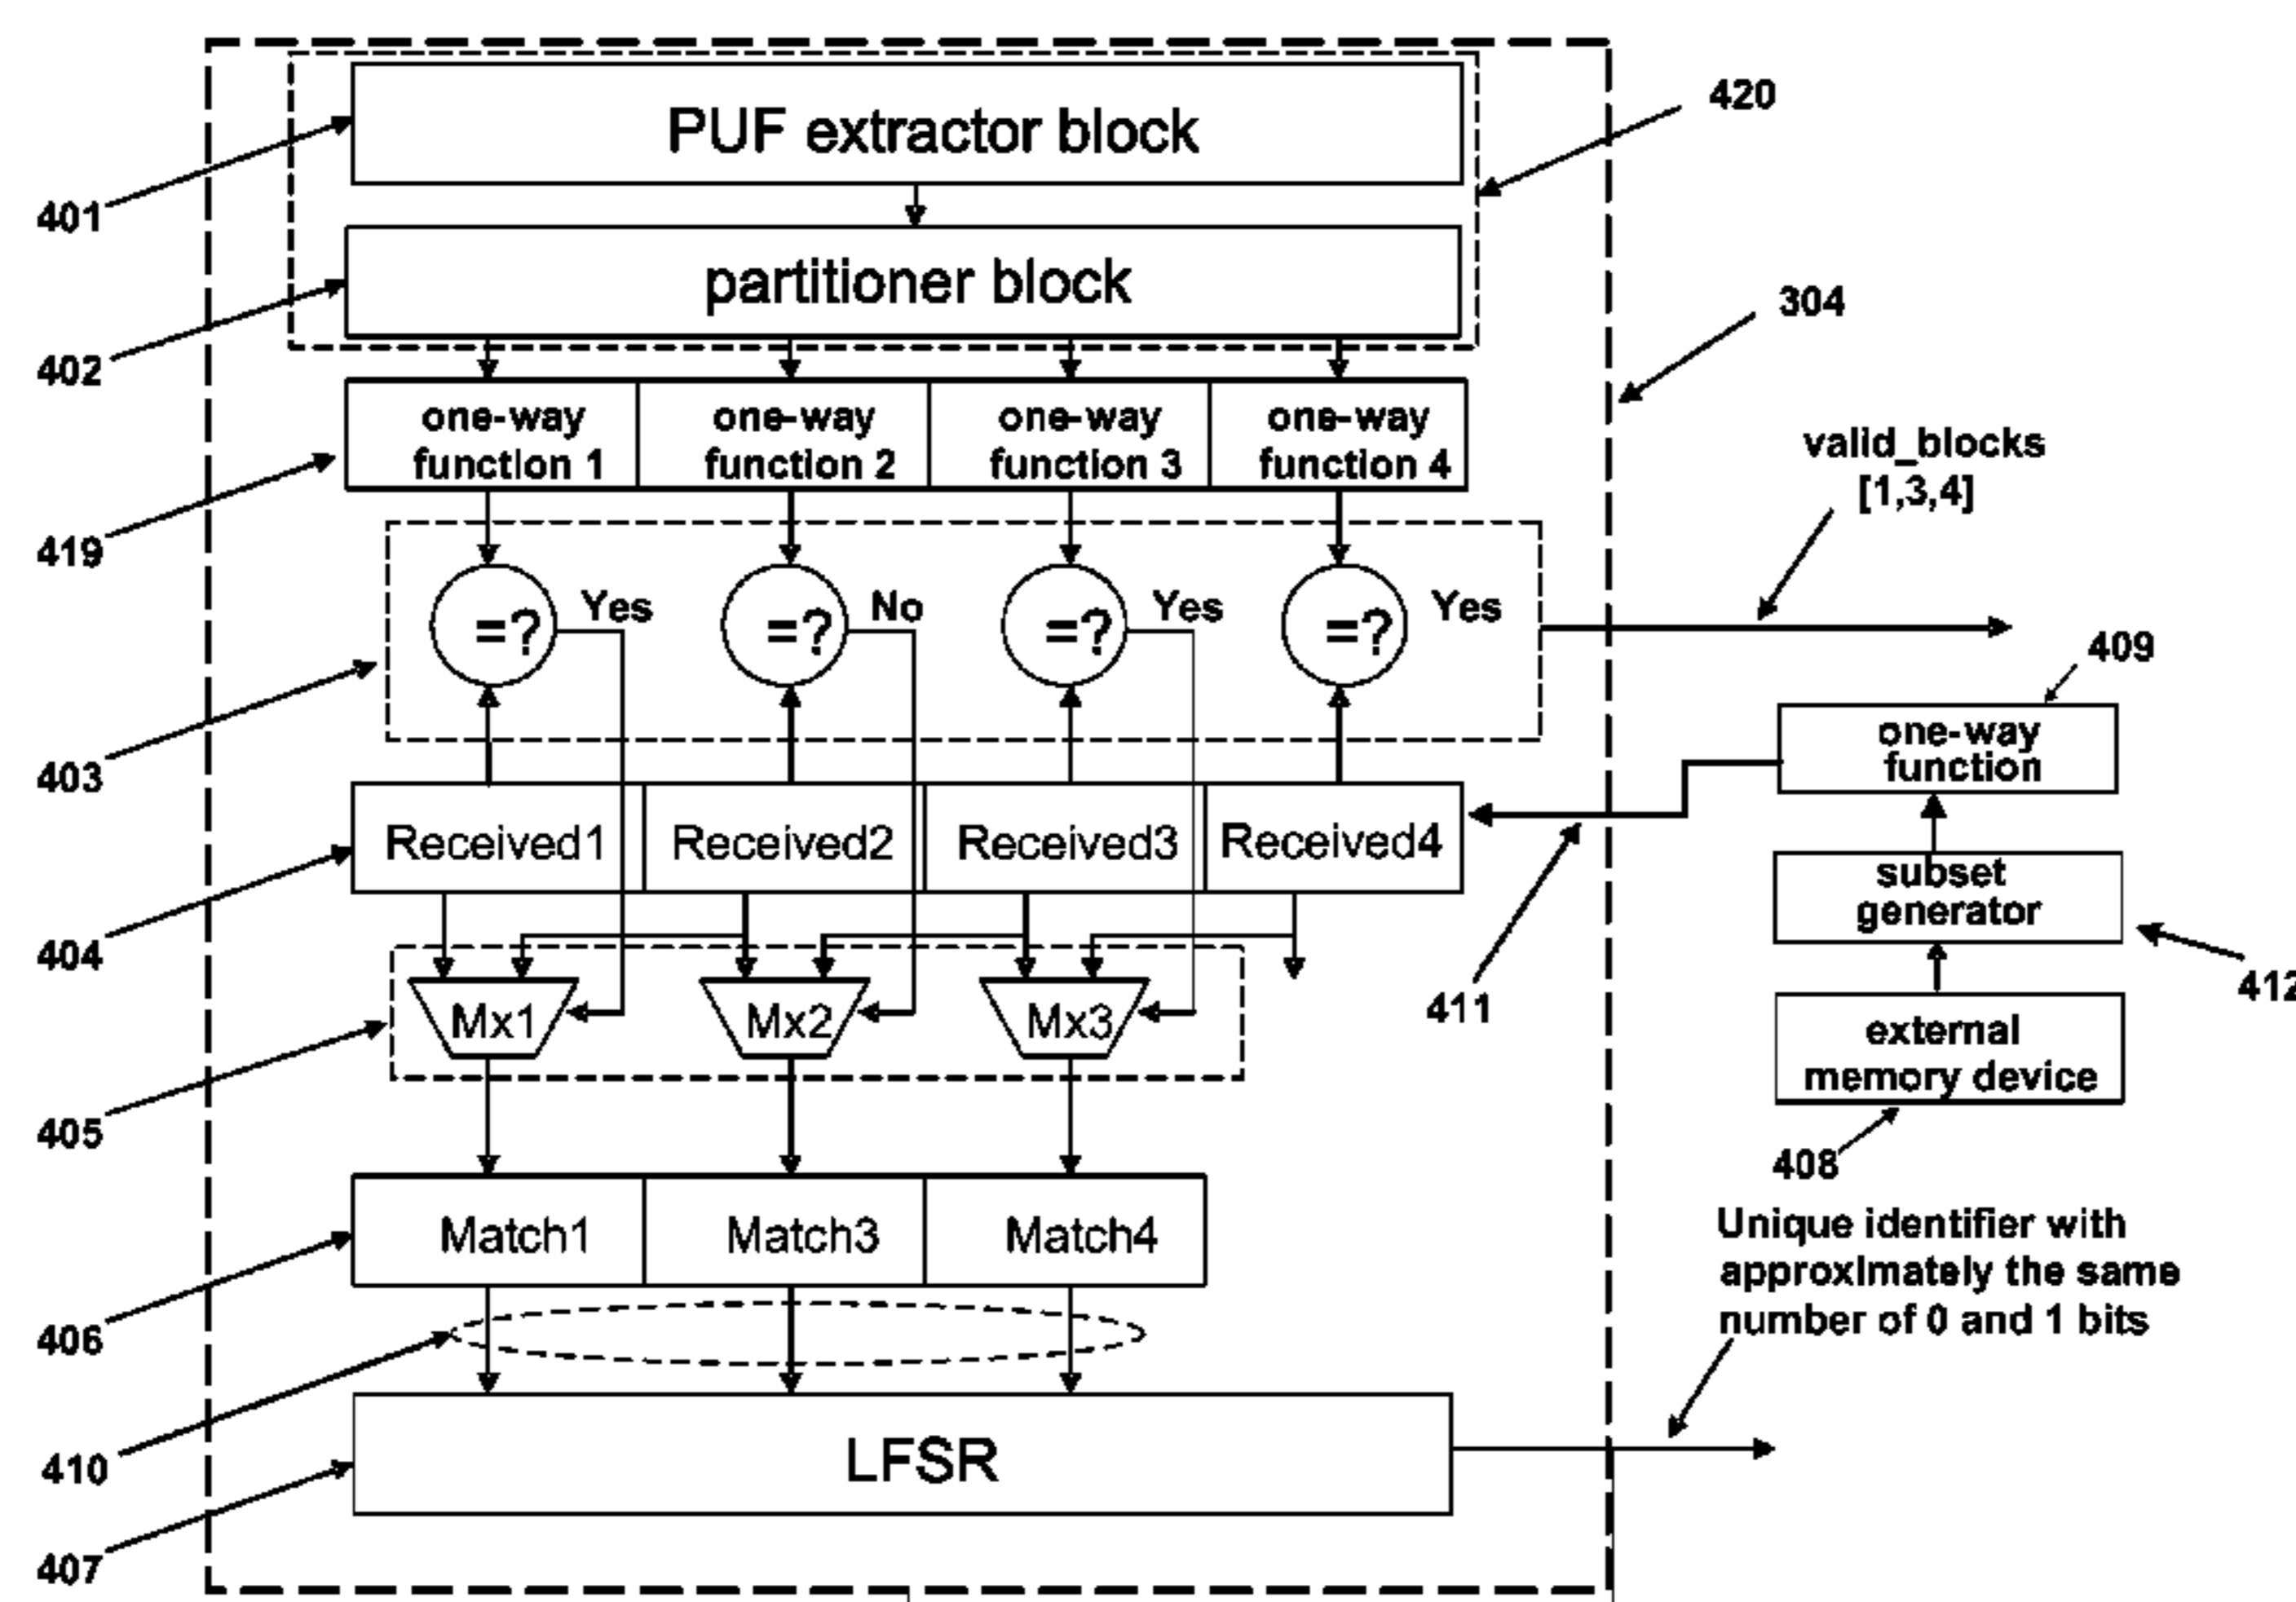 PUF extractor block
420
401
partitioner block
304
402
one-way function 1
one-way function 2
one-way function 3
one-way function 4
valid_blocks
[1,3,4]
419
=?
Yes
=?
No
=?
Yes
=?
Yes
409
one-way
function
403
Received1
Received2
Received3
Received4
subset
generator
404
411
412
Mx1
Mx2
Mx3
external
memory device
405
408
Match1
Match3
Match4
Unique identifier with
approximately the same
number of 0 and 1 bits
406
410
LFSR
407